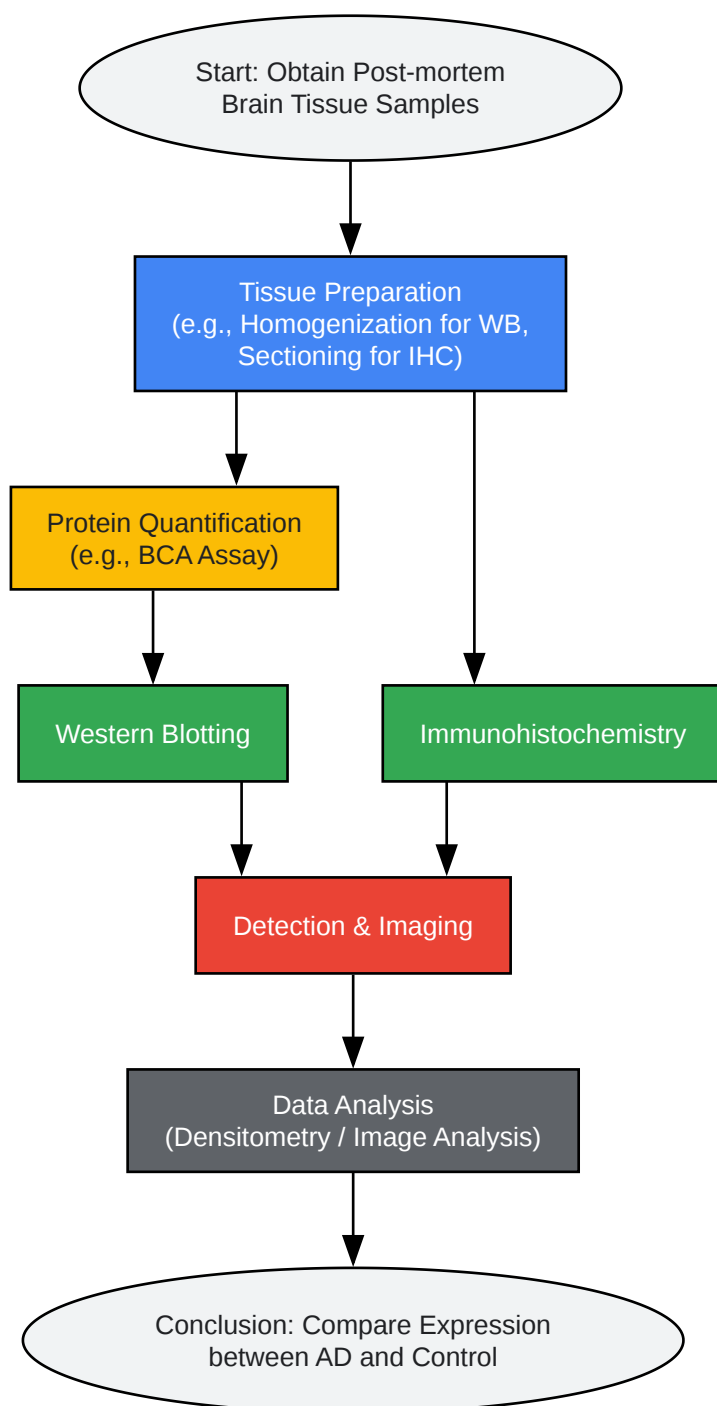 Start: Obtain Post-mortem
Brain Tissue Samples
Tissue Preparation
(e.g., Homogenization for WB,
Sectioning for IHC)
Protein Quantification
(e.g., BCA Assay)
Western Blotting
Immunohistochemistry
Detection & Imaging
Data Analysis
(Densitometry / Image Analysis)
Conclusion: Compare Expression
between AD and Control